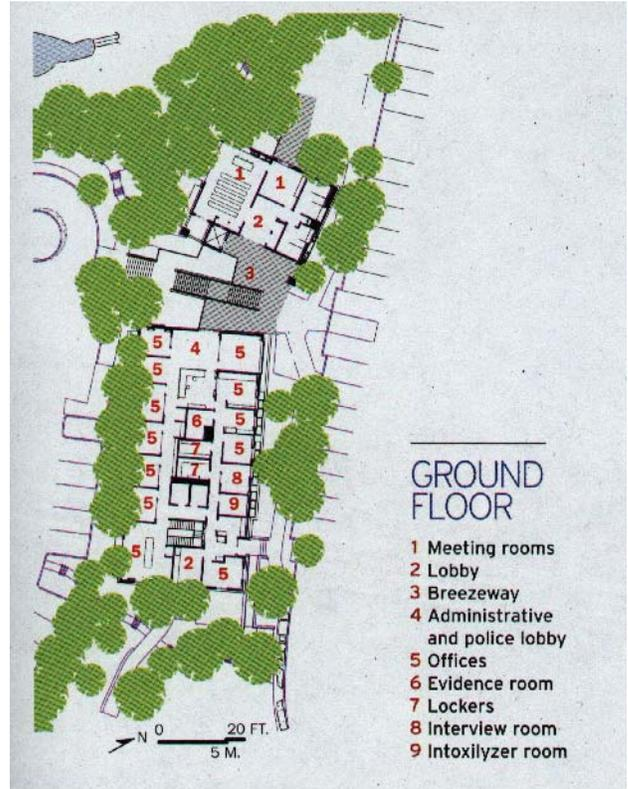 1
1
2
3
5
4
5
5
5
5
6
5
5
7
5
5
7
8
5
9
5
2
5
N 0 20 FT.
5 M.
GROUND
FLOOR
1 Meeting rooms
2 Lobby
3 Breezeway
4 Administrative
and police lobby
5 Offices
6 Evidence room
7 Lockers
8 Interview room
9 Intoxilyzer room